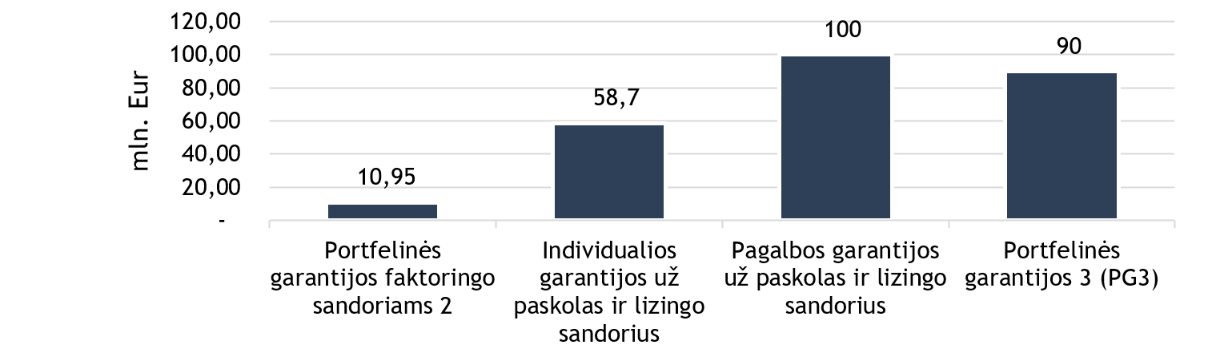 120,00
100,00
80,00
60,00
40,00
20,00
-
mln. Eur
10,95
58,7
100
90
Portfelinės
garantijos faktoringo
sandoriams 2
Individualios
garantijos už
paskolas ir lizingo
sandorius
Pagalbos garantijos
už paskolas ir lizingo
sandorius
Portfelinės
garantijos 3 (PG3)